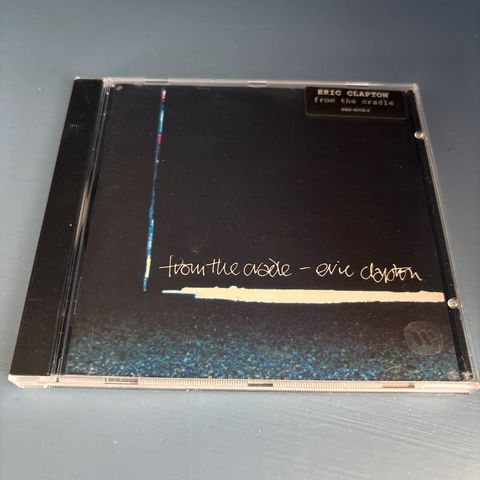 ERIC CLAPTON
from the cradle
from the cradle – eric clapton